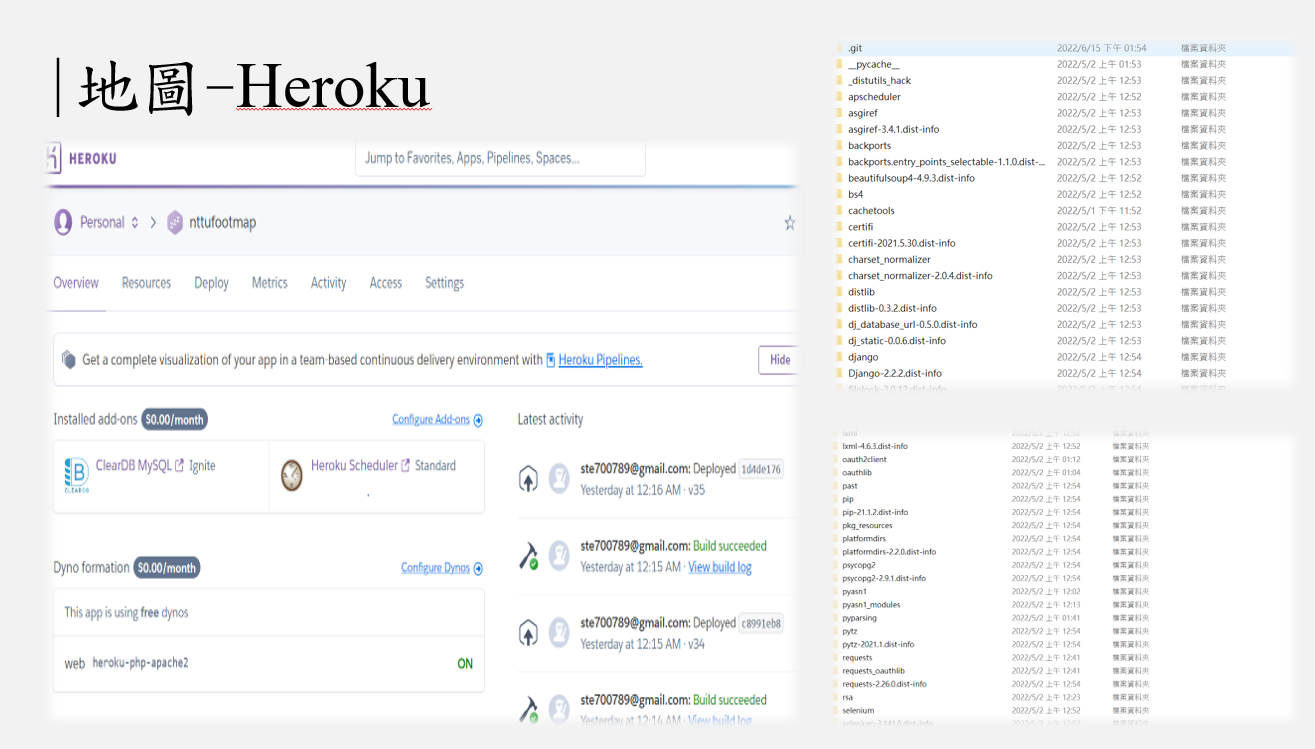 地圖–Heroku
HEROKU
Jump to Favorites, Apps, Pipelines, Spaces...
Personal > nttufootmap
Overview Resources Deploy Metrics Activity Access Settings
Get a complete visualization of your app in a team-based continuous delivery environment with Heroku Pipelines. Hide
Installed add-ons $0.00/month Configure Add-ons
ClearDB MySQL Ignite
CLEARDB
Heroku Scheduler Standard
Dyno formation $0.00/month Configure Dynos
This app is using free dynos
web heroku-php-apache2 ON
Latest activity
ste700789@gmail.com: Deployed 1d4de176
Yesterday at 12:16 AM · v35
ste700789@gmail.com: Build succeeded
Yesterday at 12:15 AM · View build log
ste700789@gmail.com: Deployed c8991eb8
Yesterday at 12:15 AM · v34
ste700789@gmail.com: Build succeeded
Yesterday at 12:14 AM · View build log
.git 2022/6/15 下午 01:54 檔案資料夾
__pycache__ 2022/5/2 上午 01:53 檔案資料夾
_distutils_hack 2022/5/2 上午 12:53 檔案資料夾
apscheduler 2022/5/2 上午 12:52 檔案資料夾
asgiref 2022/5/2 上午 12:53 檔案資料夾
asgiref-3.4.1.dist-info 2022/5/2 上午 12:53 檔案資料夾
backports 2022/5/2 上午 12:53 檔案資料夾
backports.entry_points_selectable-1.1.0.dist-... 2022/5/2 上午 12:53 檔案資料夾
beautifulsoup4-4.9.3.dist-info 2022/5/2 上午 12:52 檔案資料夾
bs4 2022/5/2 上午 12:52 檔案資料夾
cachetools 2022/5/1 下午 11:52 檔案資料夾
certifi 2022/5/2 上午 12:53 檔案資料夾
certifi-2021.5.30.dist-info 2022/5/2 上午 12:53 檔案資料夾
charset_normalizer 2022/5/2 上午 12:53 檔案資料夾
charset_normalizer-2.0.4.dist-info 2022/5/2 上午 12:53 檔案資料夾
distlib 2022/5/2 上午 12:53 檔案資料夾
distlib-0.3.2.dist-info 2022/5/2 上午 12:53 檔案資料夾
dj_database_url-0.5.0.dist-info 2022/5/2 上午 12:53 檔案資料夾
dj_static-0.0.6.dist-info 2022/5/2 上午 12:53 檔案資料夾
django 2022/5/2 上午 12:54 檔案資料夾
Django-2.2.2.dist-info 2022/5/2 上午 12:54 檔案資料夾
lxml-4.6.3.dist-info 2022/5/2 上午 12:52 檔案資料夾
oauth2client 2022/5/2 上午 01:12 檔案資料夾
oauthlib 2022/5/2 上午 01:04 檔案資料夾
past 2022/5/2 上午 12:54 檔案資料夾
pip 2022/5/2 上午 12:54 檔案資料夾
pip-21.1.2.dist-info 2022/5/2 上午 12:54 檔案資料夾
pkg_resources 2022/5/2 上午 12:54 檔案資料夾
platformdirs 2022/5/2 上午 12:54 檔案資料夾
platformdirs-2.2.0.dist-info 2022/5/2 上午 12:54 檔案資料夾
psycopg2 2022/5/2 上午 12:54 檔案資料夾
psycopg2-2.9.1.dist-info 2022/5/2 上午 12:54 檔案資料夾
pyasn1 2022/5/2 上午 12:02 檔案資料夾
pyasn1_modules 2022/5/2 上午 12:13 檔案資料夾
pyparsing 2022/5/2 上午 01:41 檔案資料夾
pytz 2022/5/2 上午 12:54 檔案資料夾
pytz-2021.1.dist-info 2022/5/2 上午 12:54 檔案資料夾
requests 2022/5/2 上午 12:41 檔案資料夾
requests_oauthlib 2022/5/2 上午 12:41 檔案資料夾
requests-2.26.0.dist-info 2022/5/2 上午 12:54 檔案資料夾
rsa 2022/5/2 上午 12:23 檔案資料夾
selenium 2022/5/2 上午 12:52 檔案資料夾